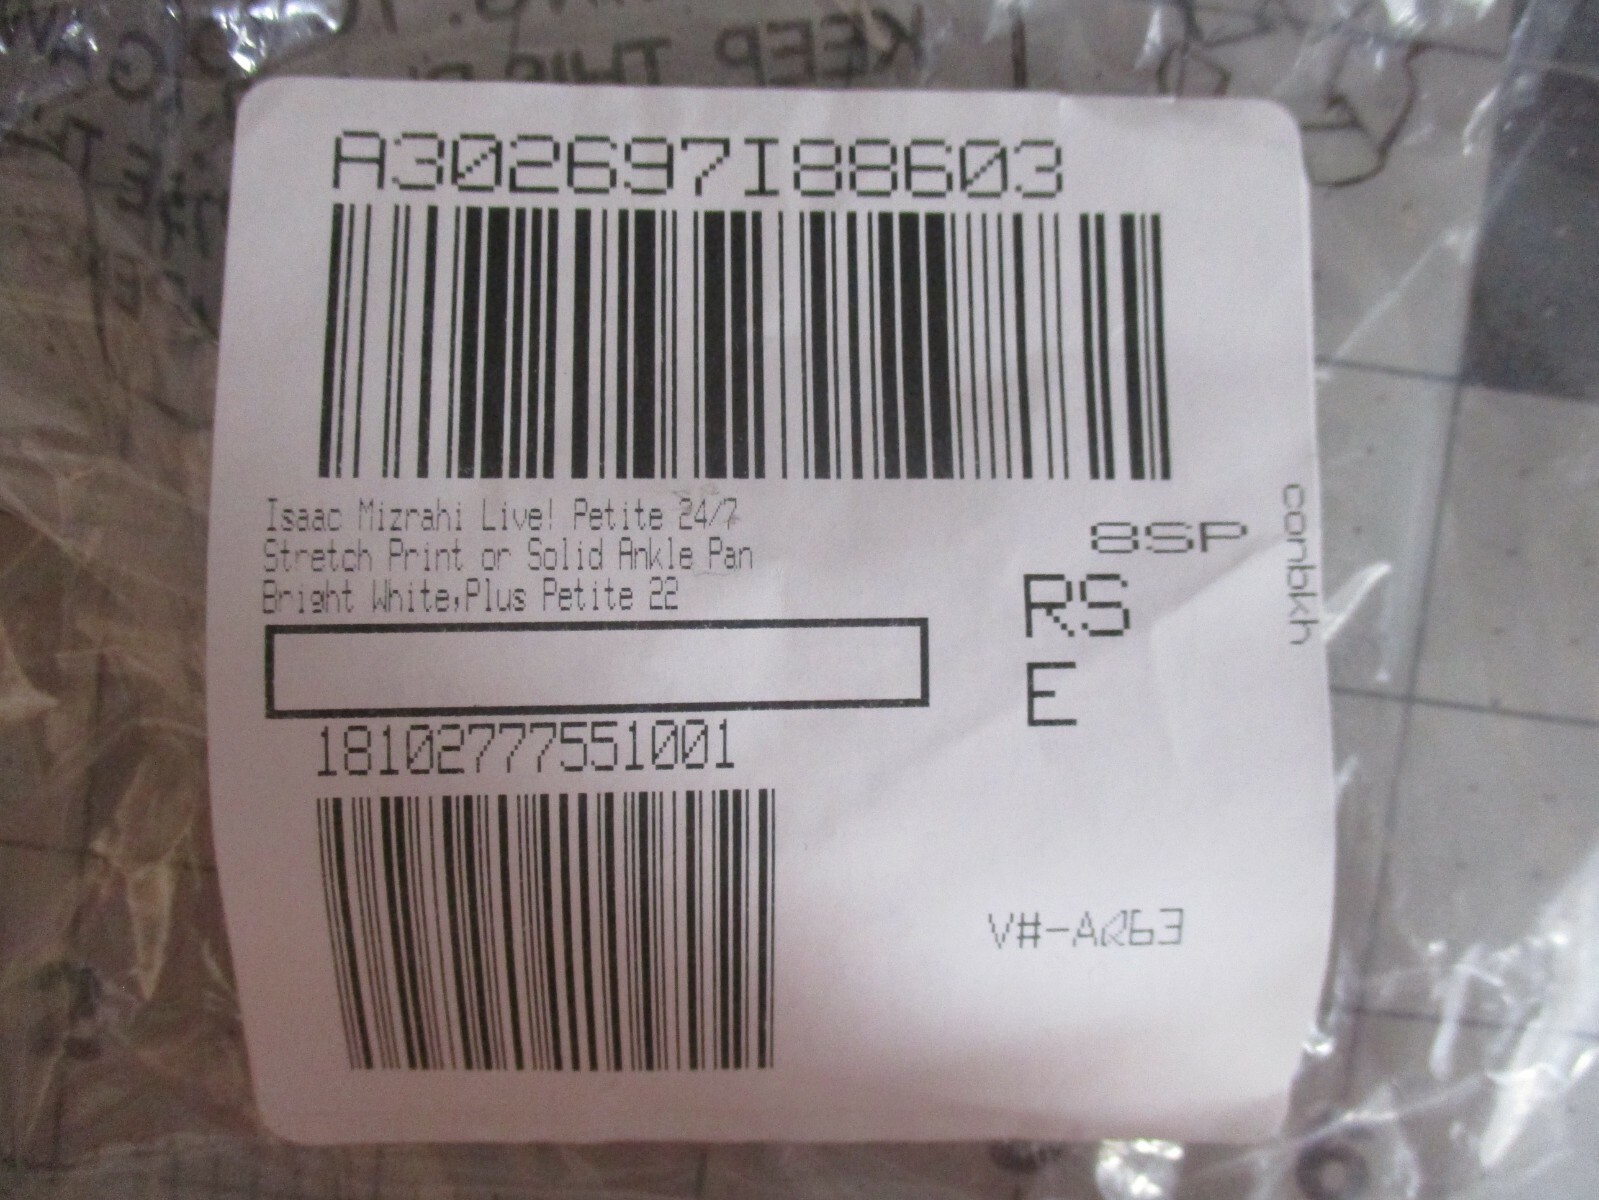 KEEP THIS
A302697I88603
Isaac Mizrahi Live! Petite 24/7
Stretch Print or Solid Ankle Pan
Bright White,Plus Petite 22
8SP
RS
E
conbkh
18102777551001
V#-AQ63